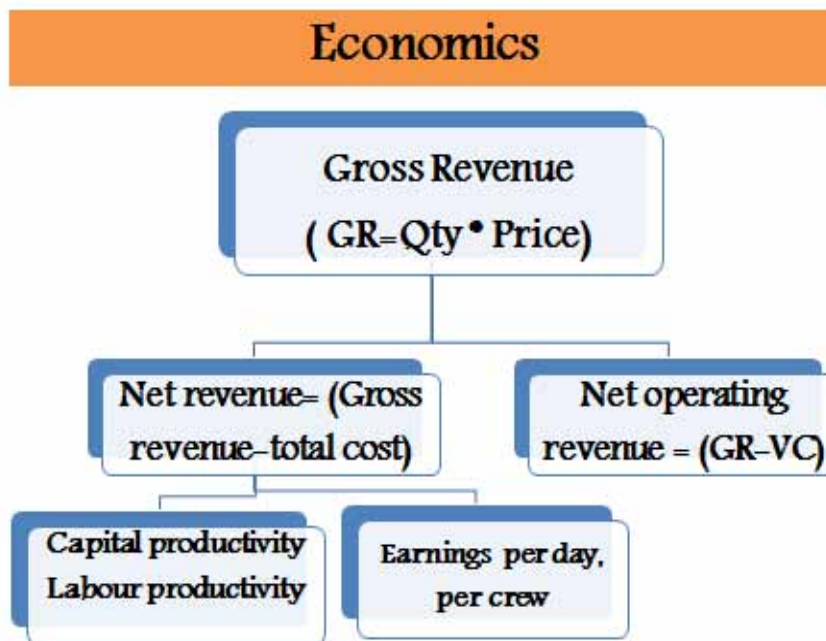 Economics
Gross Revenue
( GR=Qty * Price)
Net revenue= (Gross
revenue-total cost)
Net operating
revenue = (GR-VC)
Capital productivity
Labour productivity
Earnings per day,
per crew